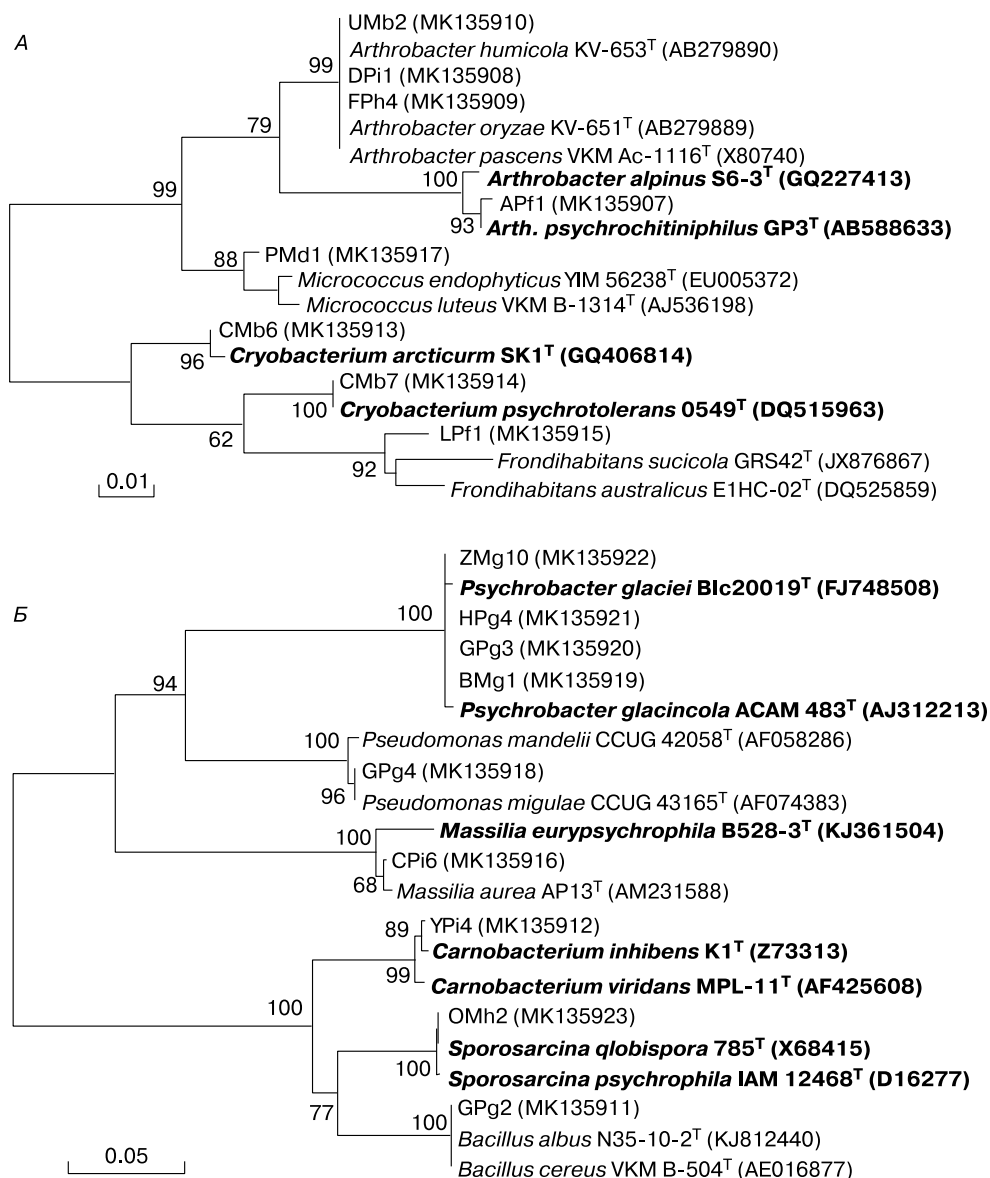 А
UMb2 (MK135910)
Arthrobacter humicola KV-653ᵀ (AB279890)
99
DPi1 (MK135908)
FPh4 (MK135909)
79
Arthrobacter oryzae KV-651ᵀ (AB279889)
Arthrobacter pascens VKM Ac-1116ᵀ (X80740)
100
Arthrobacter alpinus S6-3ᵀ (GQ227413)
99
APf1 (MK135907)
93
Arth. psychrochitiniphilus GP3ᵀ (AB588633)
88
PMd1 (MK135917)
Micrococcus endophyticus YIM 56238ᵀ (EU005372)
Micrococcus luteus VKM B-1314ᵀ (AJ536198)
CMb6 (MK135913)
96
Cryobacterium arcticurm SK1ᵀ (GQ406814)
CMb7 (MK135914)
100
Cryobacterium psychrotolerans 0549ᵀ (DQ515963)
62
LPf1 (MK135915)
92
Frondihabitans sucicola GRS42ᵀ (JX876867)
0.01
Frondihabitans australicus E1HC-02ᵀ (DQ525859)
Б
ZMg10 (MK135922)
Psychrobacter glaciei BIc20019ᵀ (FJ748508)
100
HPg4 (MK135921)
GPg3 (MK135920)
94
BMg1 (MK135919)
Psychrobacter glacincola ACAM 483ᵀ (AJ312213)
100
Pseudomonas mandelii CCUG 42058ᵀ (AF058286)
GPg4 (MK135918)
96
Pseudomonas migulae CCUG 43165ᵀ (AF074383)
100
Massilia eurypsychrophila B528-3ᵀ (KJ361504)
CPi6 (MK135916)
68
Massilia aurea AP13ᵀ (AM231588)
89
YPi4 (MK135912)
Carnobacterium inhibens K1ᵀ (Z73313)
99
Carnobacterium viridans MPL-11ᵀ (AF425608)
100
OMh2 (MK135923)
Sporosarcina qlobispora 785ᵀ (X68415)
100
Sporosarcina psychrophila IAM 12468ᵀ (D16277)
77
GPg2 (MK135911)
100
Bacillus albus N35-10-2ᵀ (KJ812440)
0.05
Bacillus cereus VKM B-504ᵀ (AE016877)